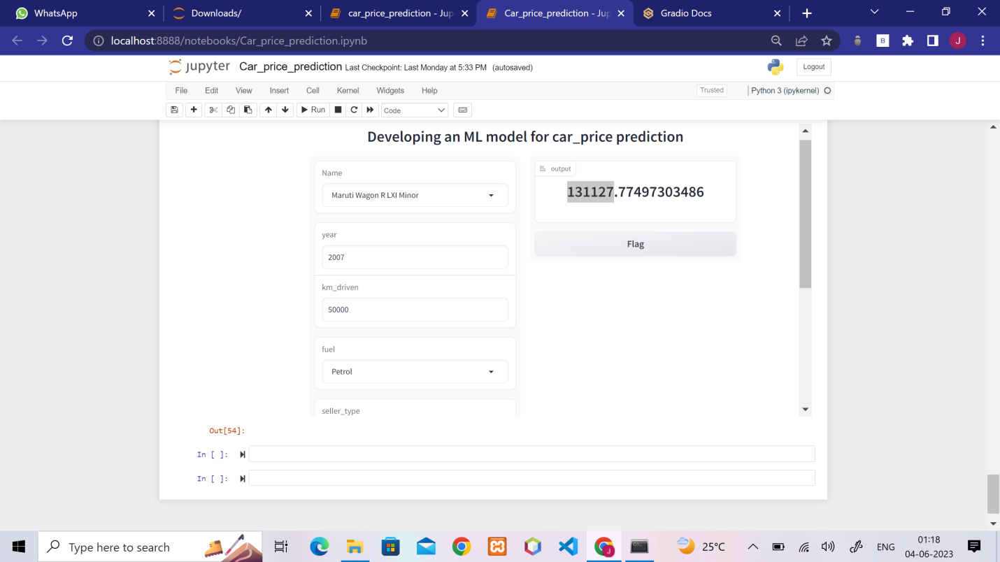 WhatsApp
Downloads/
car_price_prediction - Jup
Car_price_prediction - Jup
Gradio Docs
localhost:8888/notebooks/Car_price_prediction.ipynb
B
J
jupyter Car_price_prediction Last Checkpoint: Last Monday at 5:33 PM (autosaved)
Logout
File Edit View Insert Cell Kernel Widgets Help
Trusted
Python 3 (ipykernel)
Run
Code
Developing an ML model for car_price prediction
Name
Maruti Wagon R LXI Minor
year
2007
km_driven
50000
fuel
Petrol
seller_type
output
131127.77497303486
Flag
Out[54]:
In [ ]:
In [ ]:
Type here to search
J
25°C
ENG
01:18
04-06-2023